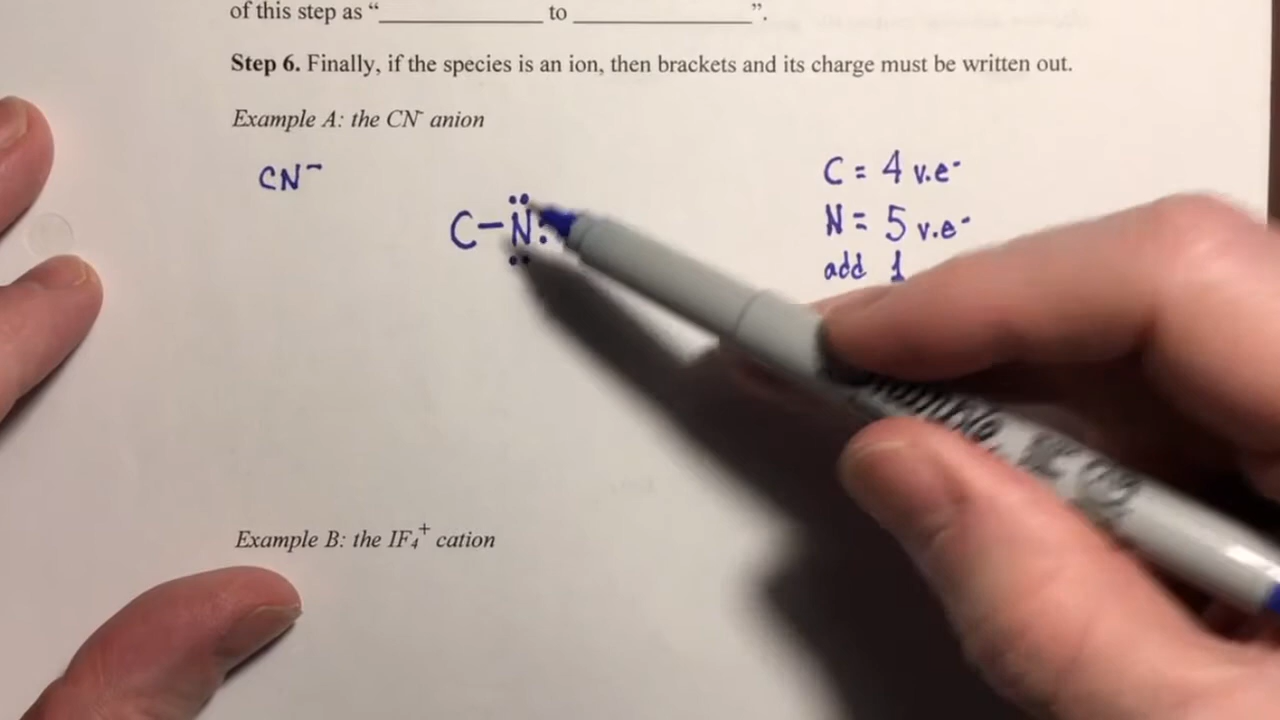 of this step as “______________ to _______________”.
Step 6. Finally, if the species is an ion, then brackets and its charge must be written out.
Example A: the CN⁻ anion
CN⁻
C = 4 v.e⁻
C–N:
N = 5 v.e⁻
add 1
Example B: the IF₄⁺ cation